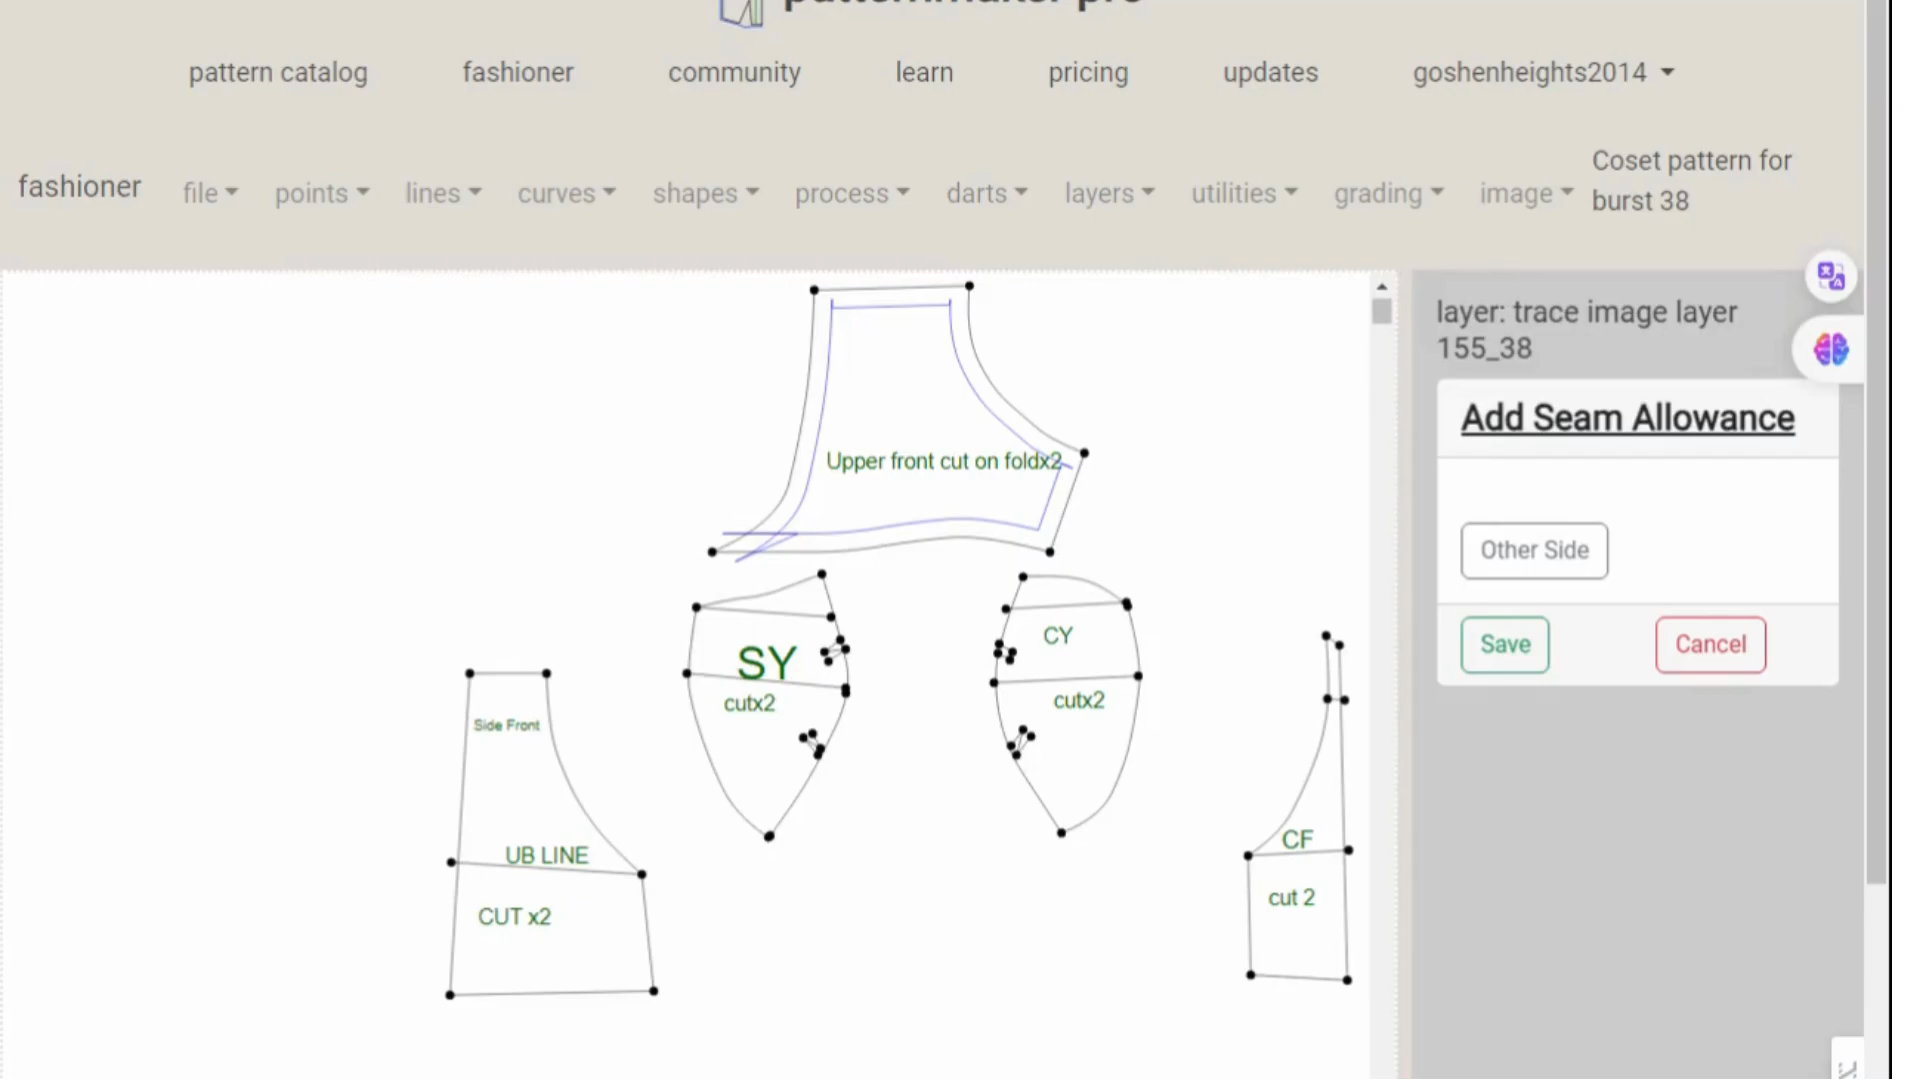 patternmaker pro
pattern catalog fashioner community learn pricing updates goshenheights2014
fashioner file points lines curves shapes process darts layers utilities grading image Coset pattern for
burst 38
layer: trace image layer
155_38
Add Seam Allowance
Other Side
Save Cancel
Upper front cut on foldx2
SY
cutx2
CY
cutx2
Side Front
UB LINE
CUT x2
CF
cut 2